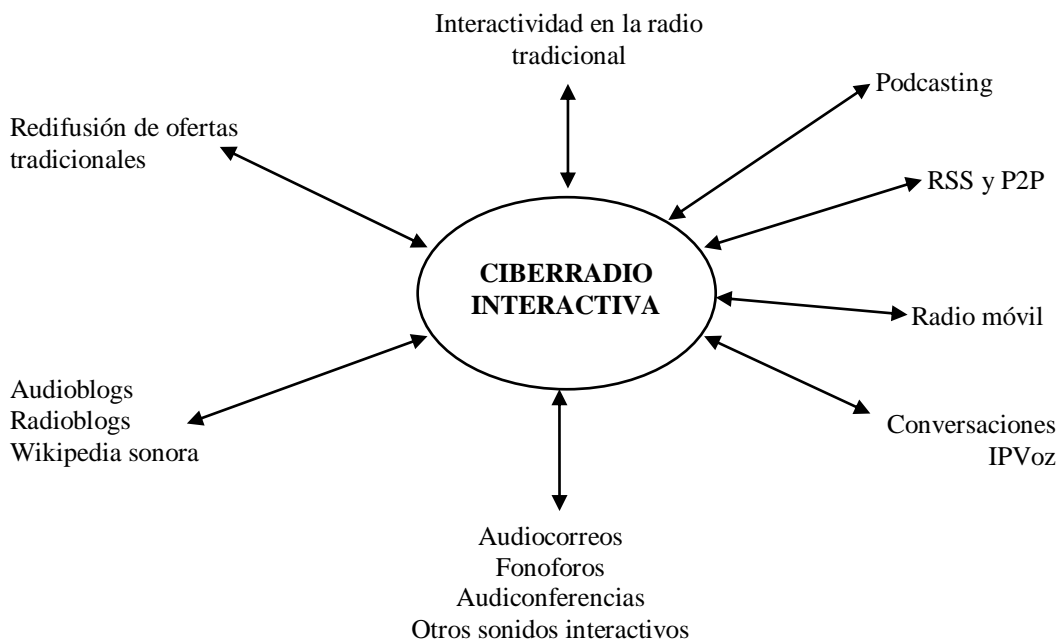 Interactividad en la radio
tradicional
Podcasting
Redifusión de ofertas
tradicionales
RSS y P2P
CIBERRADIO
INTERACTIVA
Radio móvil
Audioblogs
Radioblogs
Wikipedia sonora
Conversaciones
IPVoz
Audiocorreos
Fonoforos
Audiconferencias
Otros sonidos interactivos